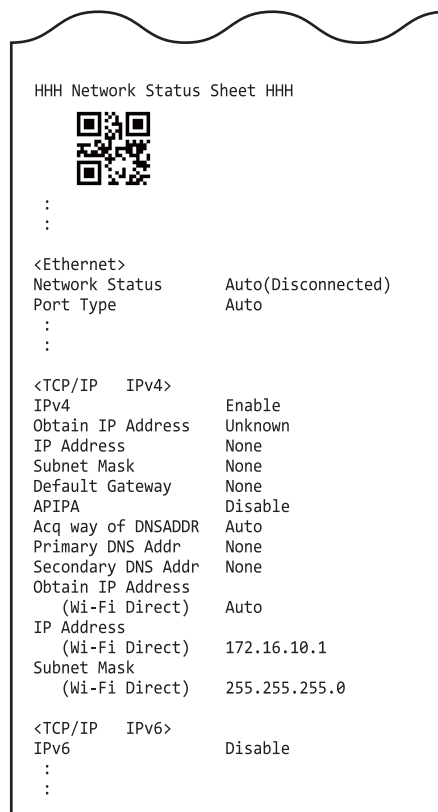 HHH Network Status Sheet HHH
:
:
<Ethernet>
Network Status Auto(Disconnected)
Port Type Auto
:
:
<TCP/IP IPv4>
IPv4 Enable
Obtain IP Address Unknown
IP Address None
Subnet Mask None
Default Gateway None
APIPA Disable
Acq way of DNSADDR Auto
Primary DNS Addr None
Secondary DNS Addr None
Obtain IP Address
(Wi-Fi Direct) Auto
IP Address
(Wi-Fi Direct) 172.16.10.1
Subnet Mask
(Wi-Fi Direct) 255.255.255.0
<TCP/IP IPv6>
IPv6 Disable
:
: